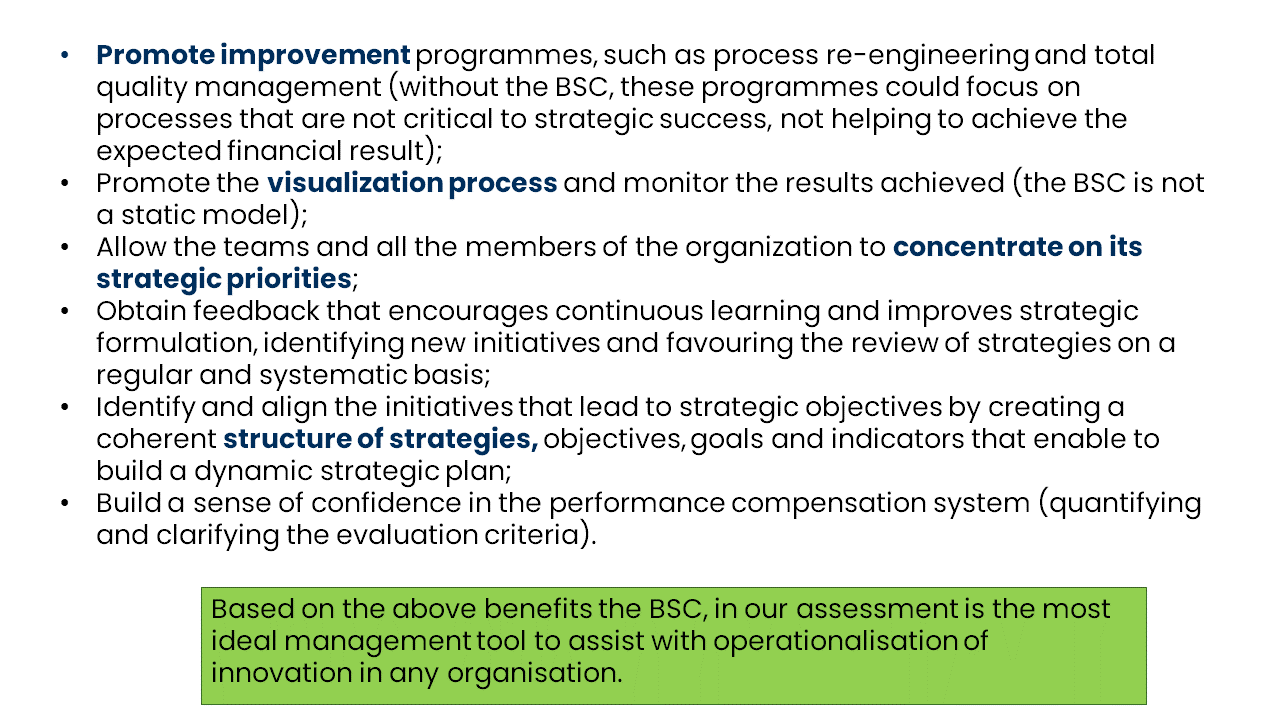 • Promote improvement programmes, such as process re-engineering and total
quality management (without the BSC, these programmes could focus on
processes that are not critical to strategic success, not helping to achieve the
expected financial result);
• Promote the visualization process and monitor the results achieved (the BSC is not
a static model);
• Allow the teams and all the members of the organization to concentrate on its
strategic priorities;
• Obtain feedback that encourages continuous learning and improves strategic
formulation, identifying new initiatives and favouring the review of strategies on a
regular and systematic basis;
• Identify and align the initiatives that lead to strategic objectives by creating a
coherent structure of strategies, objectives, goals and indicators that enable to
build a dynamic strategic plan;
• Build a sense of confidence in the performance compensation system (quantifying
and clarifying the evaluation criteria).
Based on the above benefits the BSC, in our assessment is the most
ideal management tool to assist with operationalisation of
innovation in any organisation.